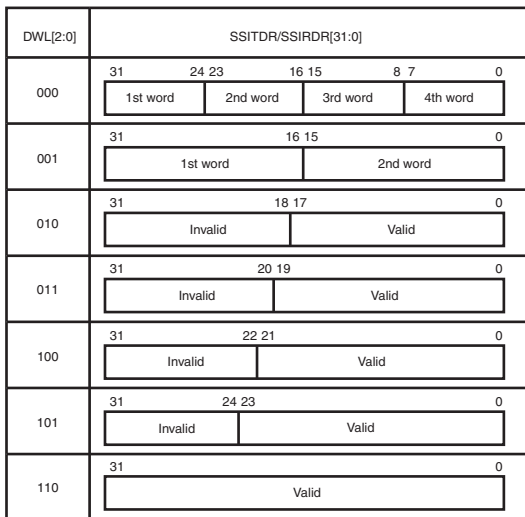 DWL[2:0] SSITDR/SSIRDR[31:0]
31 24 23 16 15 8 7 0
000 1st word 2nd word 3rd word 4th word
31 16 15 0
001 1st word 2nd word
31 18 17 0
010 Invalid Valid
31 20 19 0
011 Invalid Valid
31 22 21 0
100 Invalid Valid
31 24 23 0
101 Invalid Valid
31 0
110 Valid